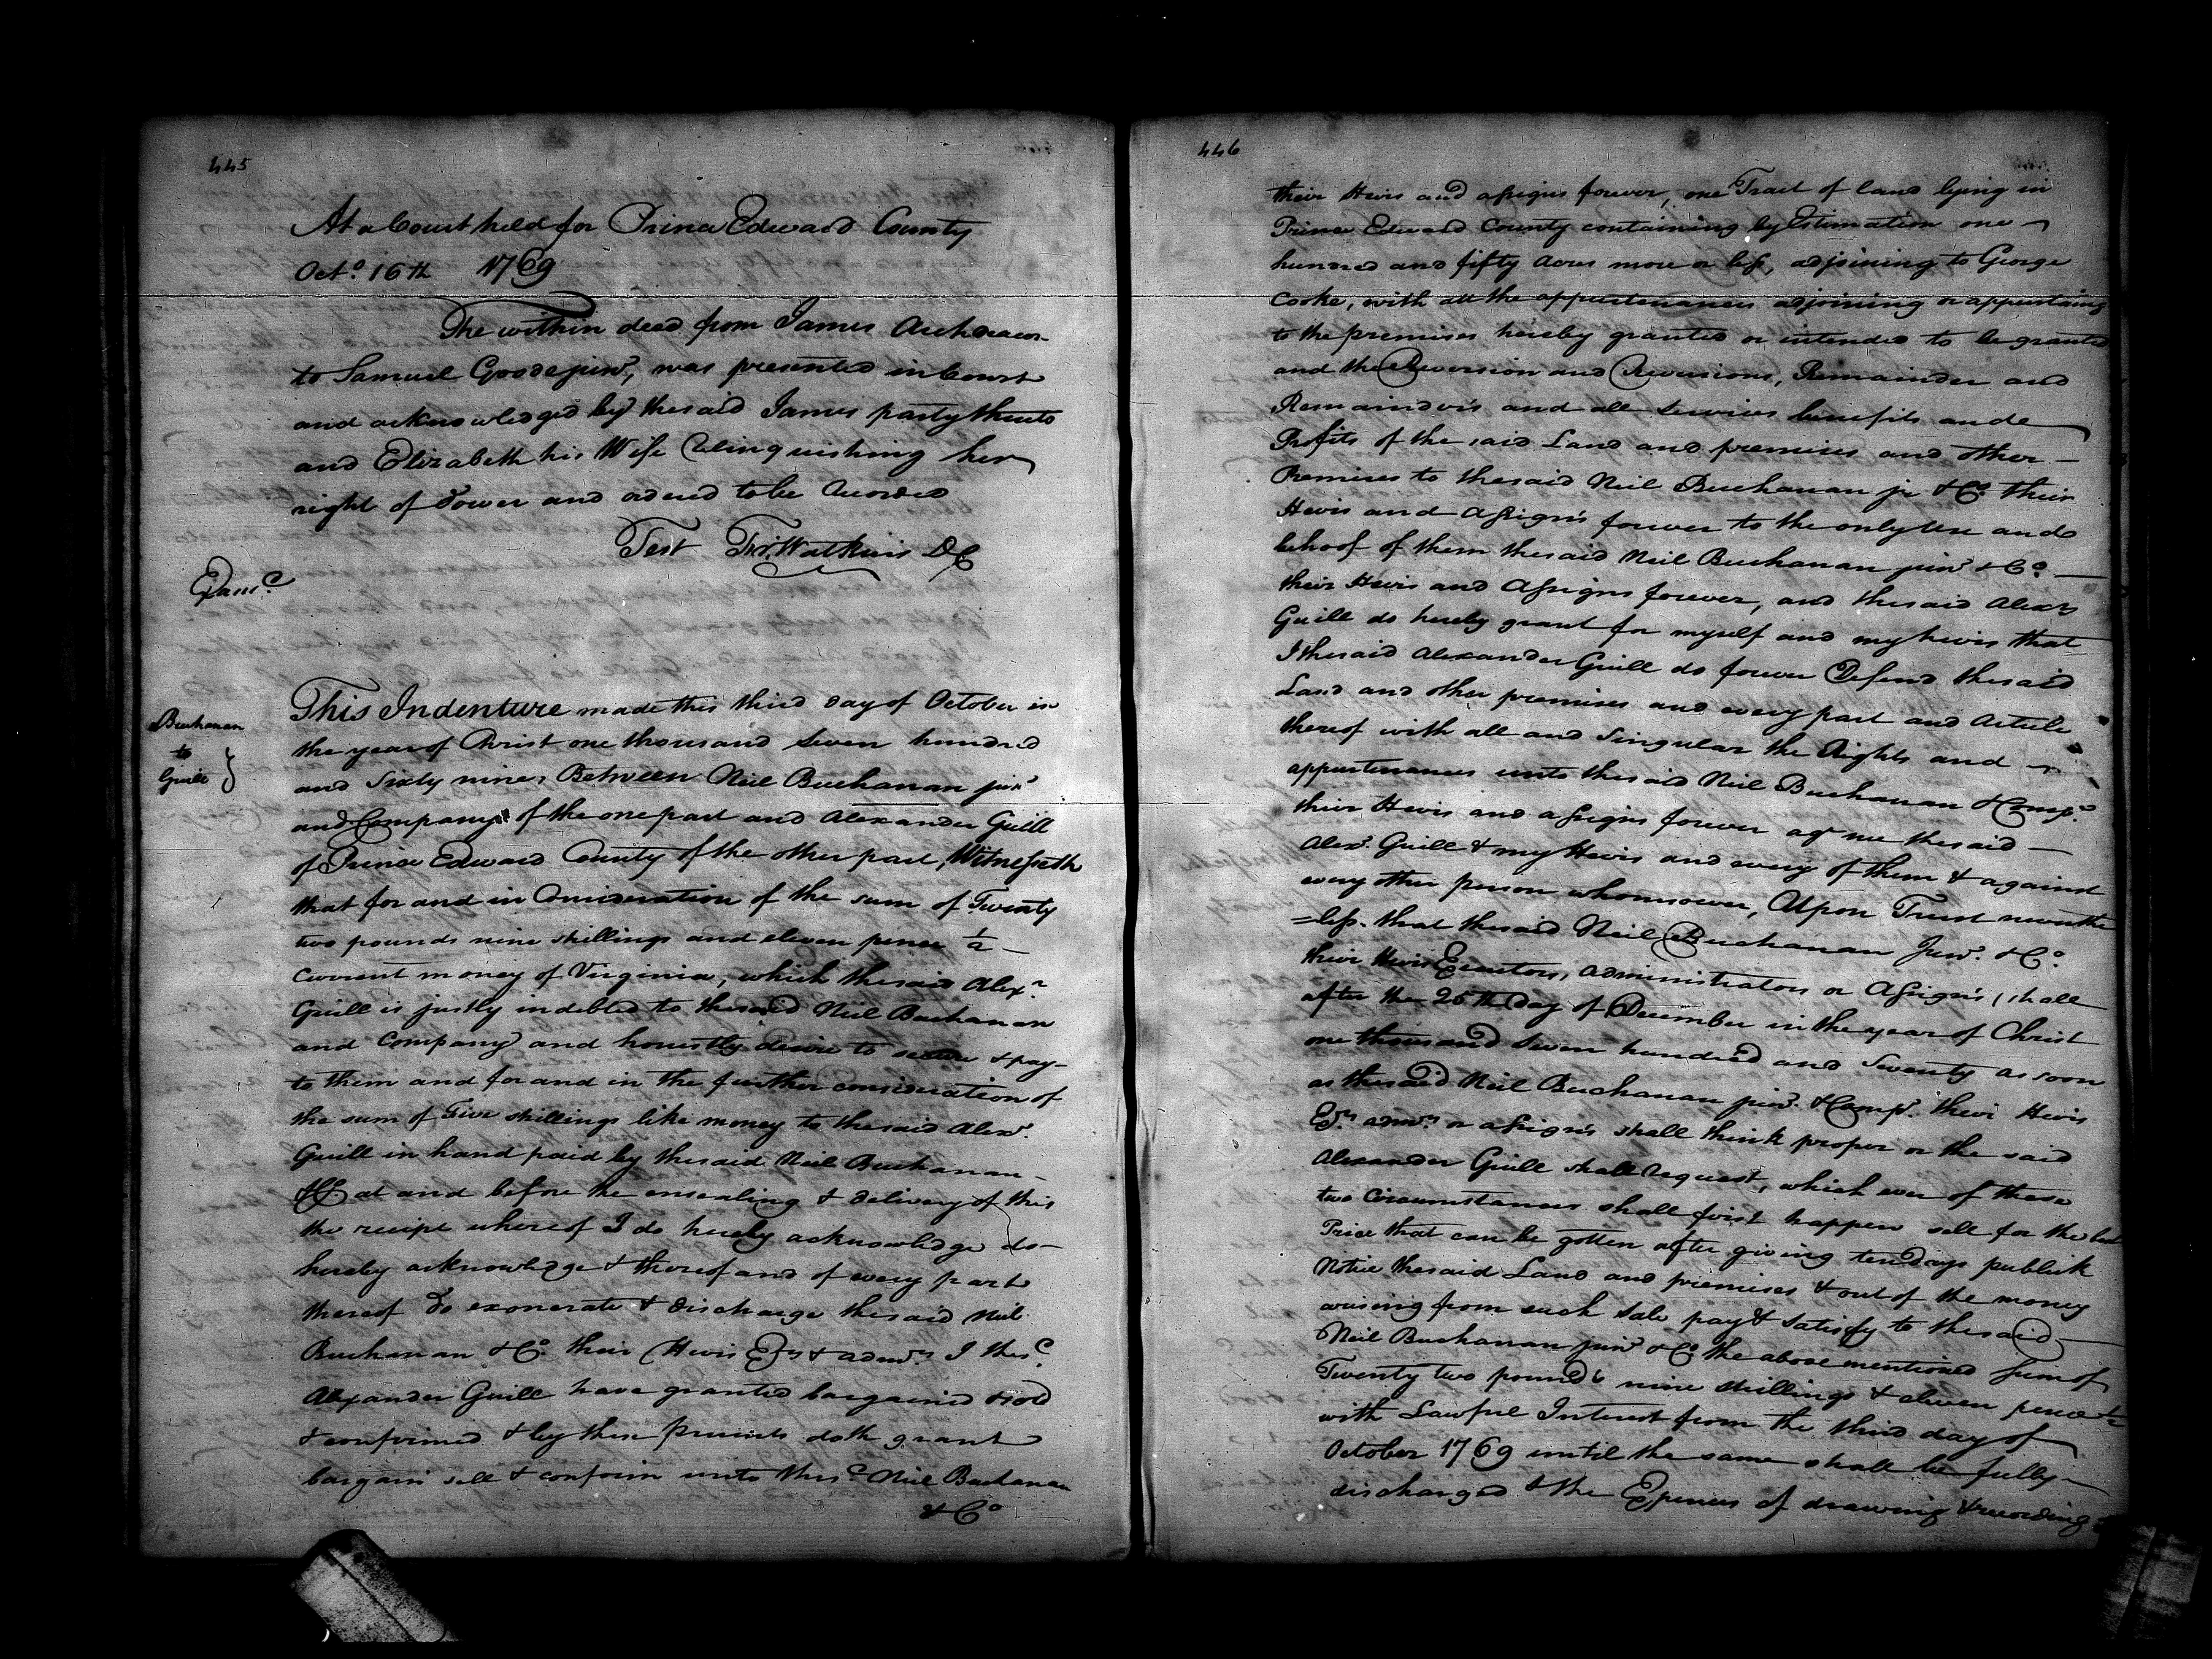 445
At a Court held for Prince Edward County
Octo. 16th 1769
The within deed from James
to Samuel Goode junr, was presented in Court
and acknowledged by the said James party thereto
and Elizabeth his Wife Relinquishing her
right of Dower and ordered to be Recorded
Test Frs. Watkins DC
Examd.
Buchanan
to
Guill
This Indenture made this third day of October in
the year of Christ one thousand Seven hundred
and Sixty nine, Between Neil Buchanan junr
and Company of the one part and Alexander Guill
of Prince Edward County of the other part, Witnesseth
that for and in Consideration of the sum of Twenty
two pounds nine shillings and eleven pence ½ —
Current money of Virginia, which the said Alexr.
Guill is justly indebted to the said Neil Buchanan
and Company and honestly desire to secure & pay
to them and for and in the further consideration of
the sum of Five shillings like money to the said Alexr.
Guill in hand paid by the said Neil Buchanan
&C. at and before the ensealing & delivery of this
the recipt whereof I do hereby acknowledge do
hereby acknowledge & thereof and of every part
thereof do exonerate & discharge the said Neil
Buchanan & Co. their Heirs Exrs & admrs. I the sd.
Alexander Guill have granted bargained & sold
& confirmed & by these presents doth grant
bargain sell & confirm unto the sd. Neil Buchanan
& Co
446
their Heirs and assigns forever, one Tract of land lying in
Prince Edward County containing by Estimation one
hundred and fifty Acres more or less, adjoining to George
Cooke, with all the appurtenances adjoining or appertaing
to the premises hereby granted or intended to be granted
and the Reversion and Reversions, Remainder and
Remainders and all Services benefits and
Profits of the said Land and premises and other —
Premises to the said Neil Buchanan jr & Co. their
Heirs and Assigns forever to the only use and
behoof of them the said Neil Buchanan junr & Co. —
their Heirs and Assigns forever, and the said Alexr
Guill do hereby grant for myself and my heirs that
I the said Alexander Guill do forever Defend the said
Land and other premises and every part and Article
thereof with all and Singular the Rights and
appurtenances unto the said Neil Buchanan & Compa.
their Heirs and assigns forever agt me the said —
Alexr. Guill & my Heirs and every of them & against
every other person whomsoever, Upon Trust neverthe
=less. that the said Neil Buchanan Junr. & Co.
their Heirs Executors, administrators or Assigns, shall
after the 25th Day of December in the year of Christ
one thousand Seven hundred and Seventy as soon
as the said Neil Buchanan junr. & Compr. their Heirs
Exrs admrs or assigns shall think proper or the said
Alexander Guill shall Request, which ever of these
two Circumstances shall first happen sell for the best
Price that can be gotten after giving ten days publick
Notice the said Land and premises & out of the money
arising from such sale pay & Satisfy to the said —
Neil Buchanan junr & Co the above mentioned Sum of
Twenty two pounds nine shillings & eleven pence ½
with Lawful Interest from the third day of
October 1769 until the same shall be fully
discharged & the Expences of drawing & recording